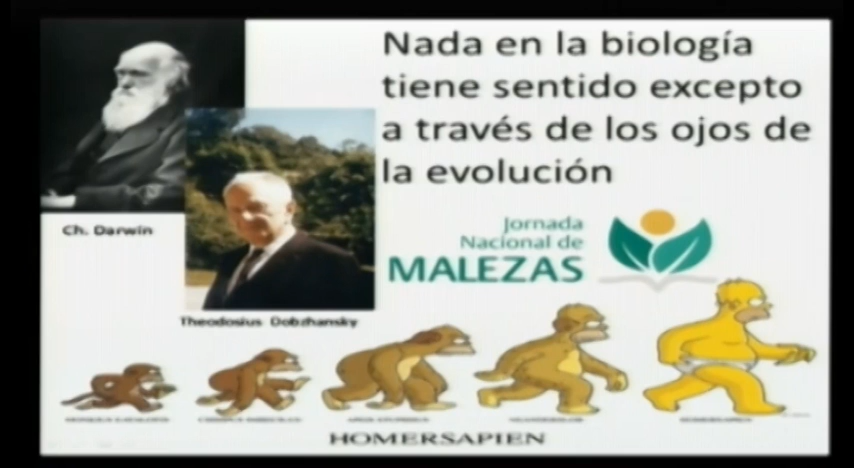 Nada en la biología
tiene sentido excepto
a través de los ojos de
la evolución
Ch. Darwin
Jornada
Nacional de
MALEZAS
Theodosius Dobzhansky
HOMERSAPIEN
HOMERSAPIEN